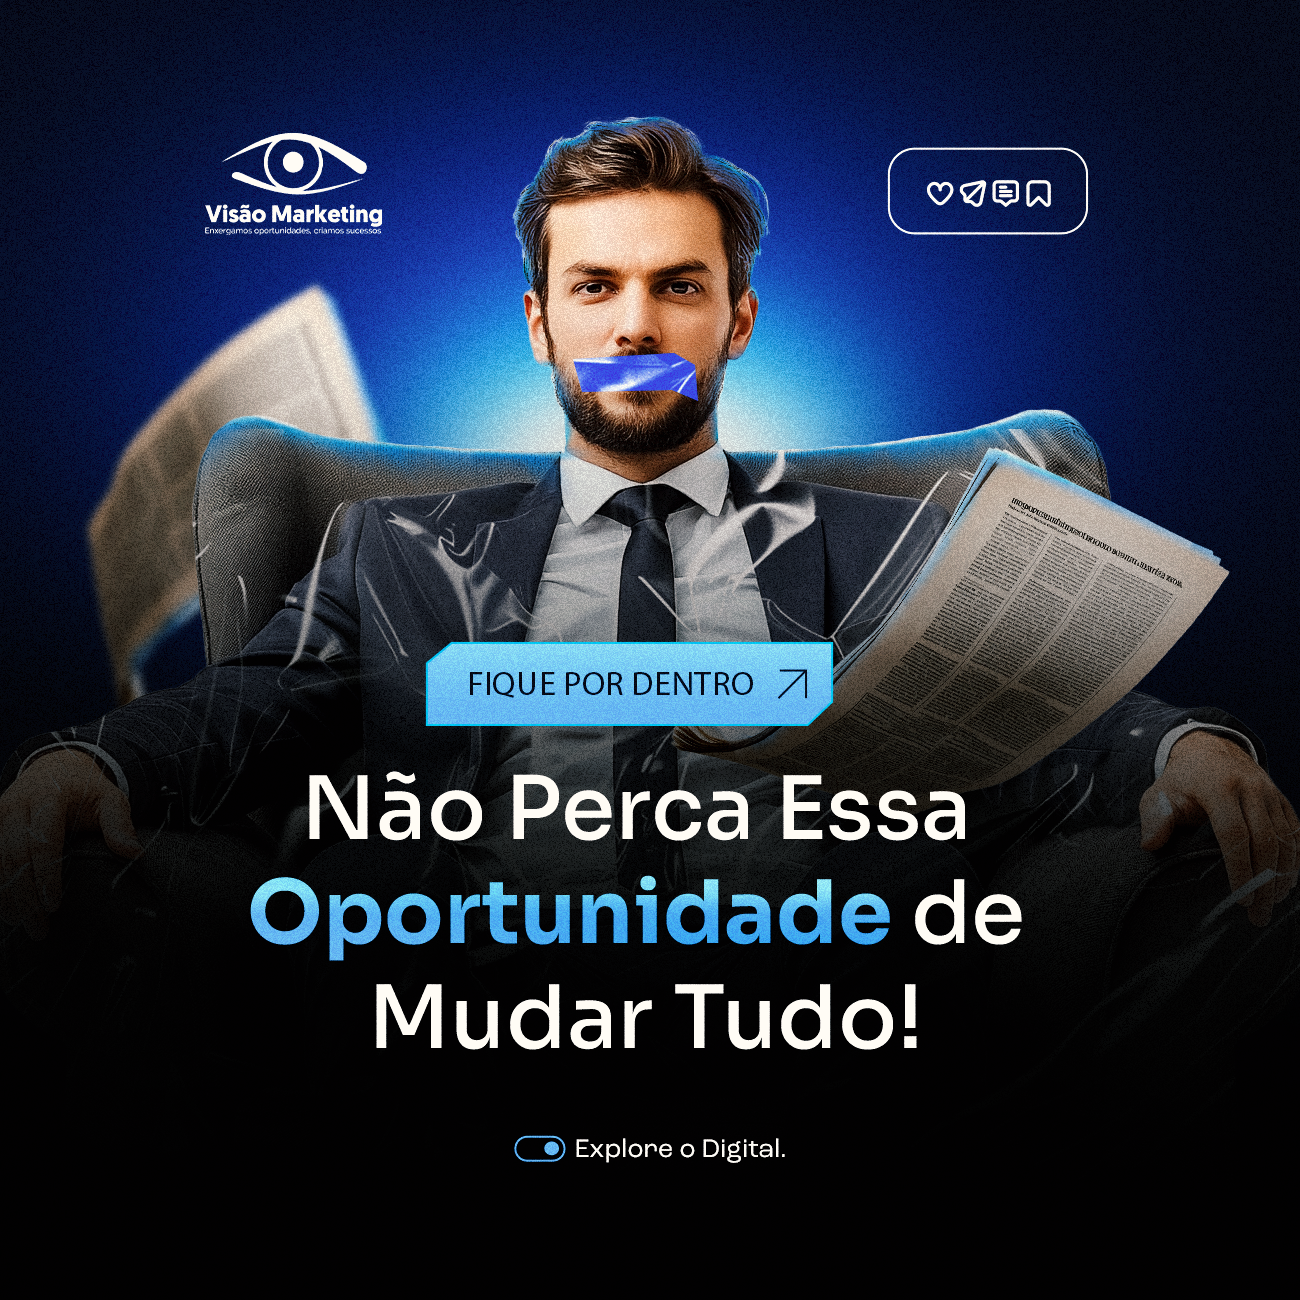 Visão Marketing
Enxergamos oportunidades, criamos sucessos
FIQUE POR DENTRO
Não Perca Essa
Oportunidade de
Mudar Tudo!
Explore o Digital.